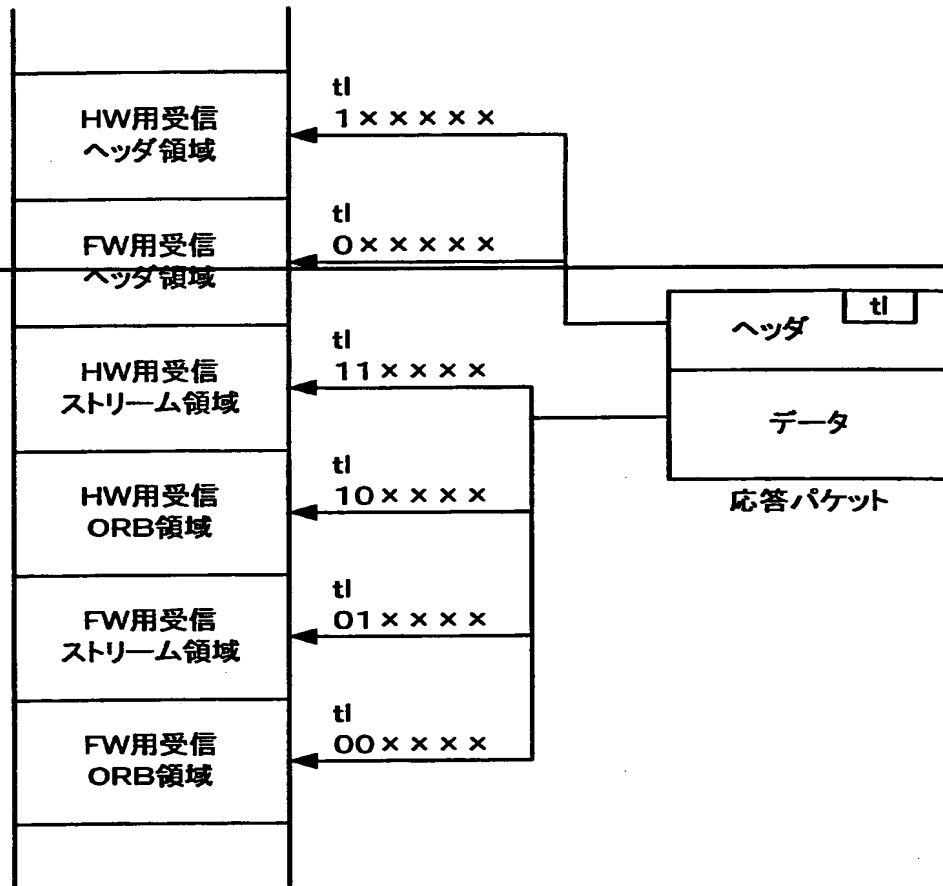 HW用受信
ヘッダ領域
tl
1×××××
FW用受信
ヘッダ領域
tl
0×××××
HW用受信
ストリーム領域
tl
11××××
HW用受信
ORB領域
tl
10××××
FW用受信
ストリーム領域
tl
01××××
FW用受信
ORB領域
tl
00××××
ヘッダ
tl
データ
応答パケット